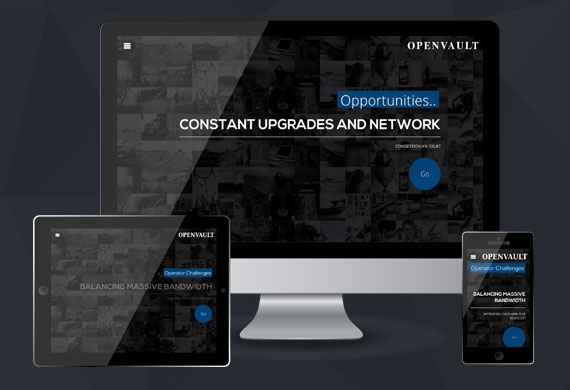 OPENVAULT
Opportunities..
CONSTANT UPGRADES AND NETWORK
CONGESTION AN ISSUE?
Go
OPENVAULT
Operator Challenges
BALANCING MASSIVE BANDWIDTH
Go
OPENVAULT
Operator Challenges
BALANCING MASSIVE
BANDWIDTH
Go